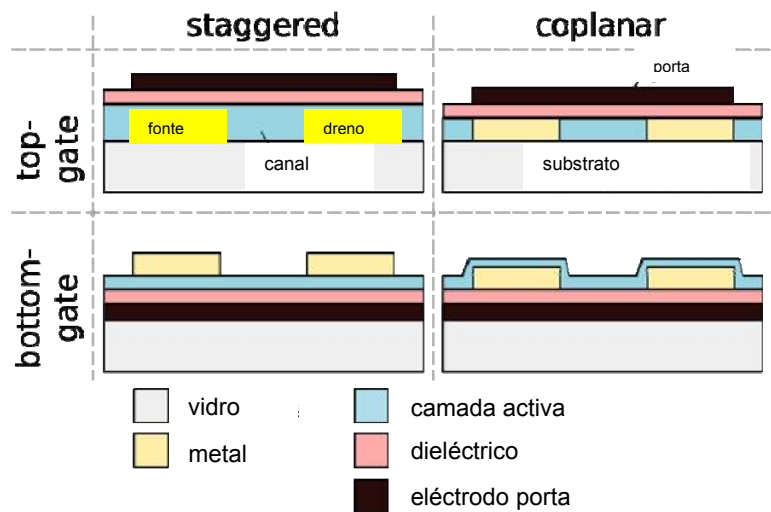 staggered
coplanar
top-
gate
porta
fonte
dreno
canal
substrato
bottom-
gate
vidro
camada activa
metal
dieléctrico
eléctrodo porta